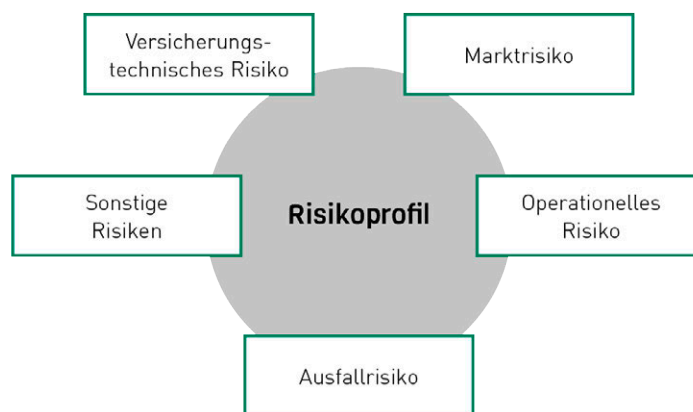 Versicherungs-
technisches Risiko
Marktrisiko
Sonstige
Risiken
Risikoprofil
Operationelles
Risiko
Ausfallrisiko